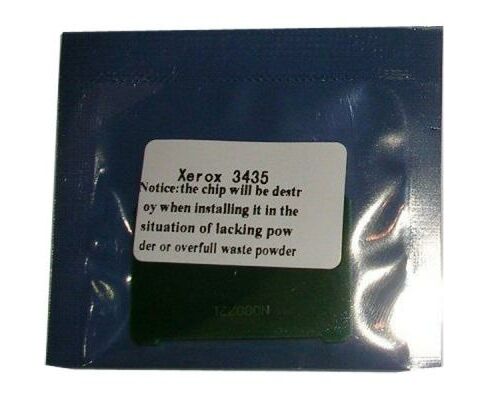 Xerox 3435
Notice:the chip will be destr
oy when installing it in the
situation of lacking pow
der or overfull waste powder